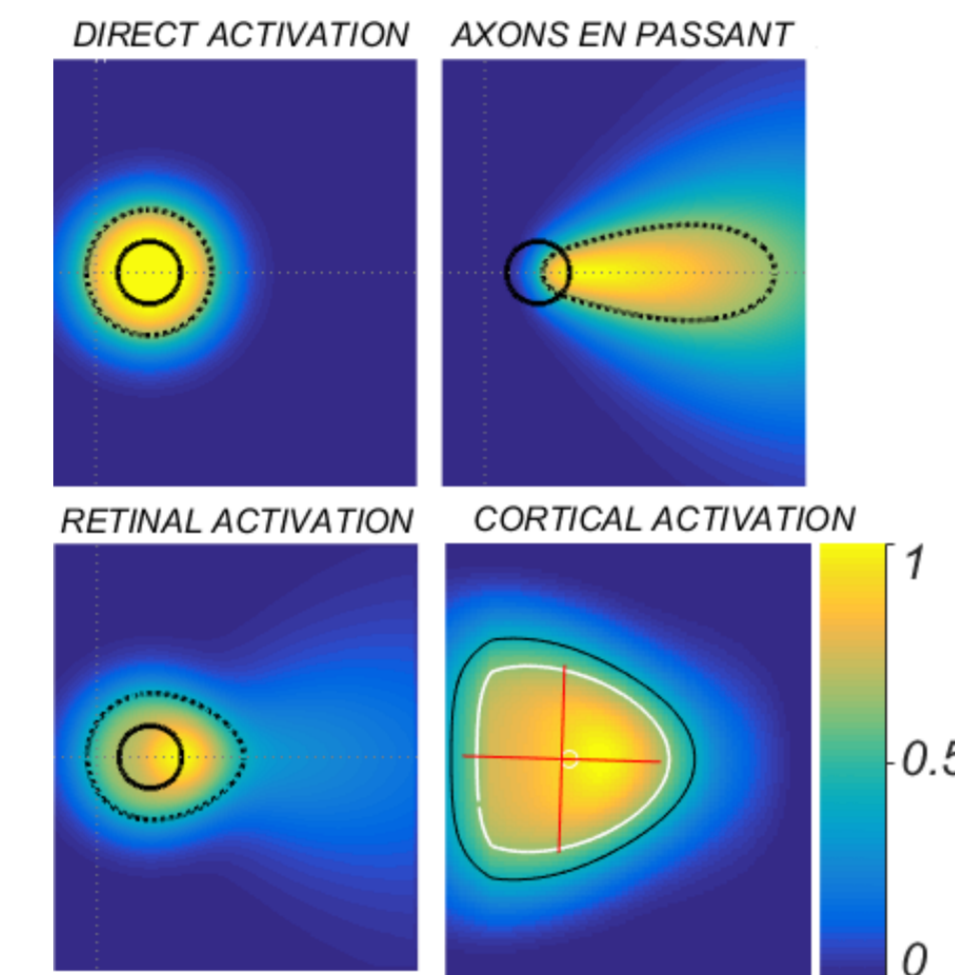 DIRECT ACTIVATION
AXONS EN PASSANT
RETINAL ACTIVATION
CORTICAL ACTIVATION
1
0.5
0